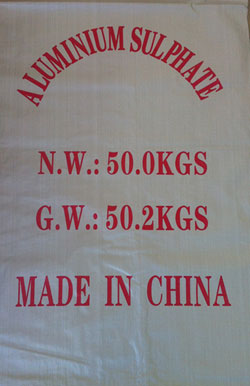 ALUMINIUM SULPHATE
N.W.: 50.0KGS
G.W.: 50.2KGS
MADE IN CHINA